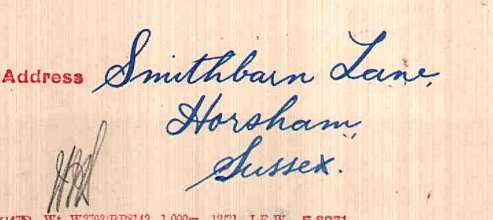 Address Smithbarn Lane,
Horsham,
Sussex.